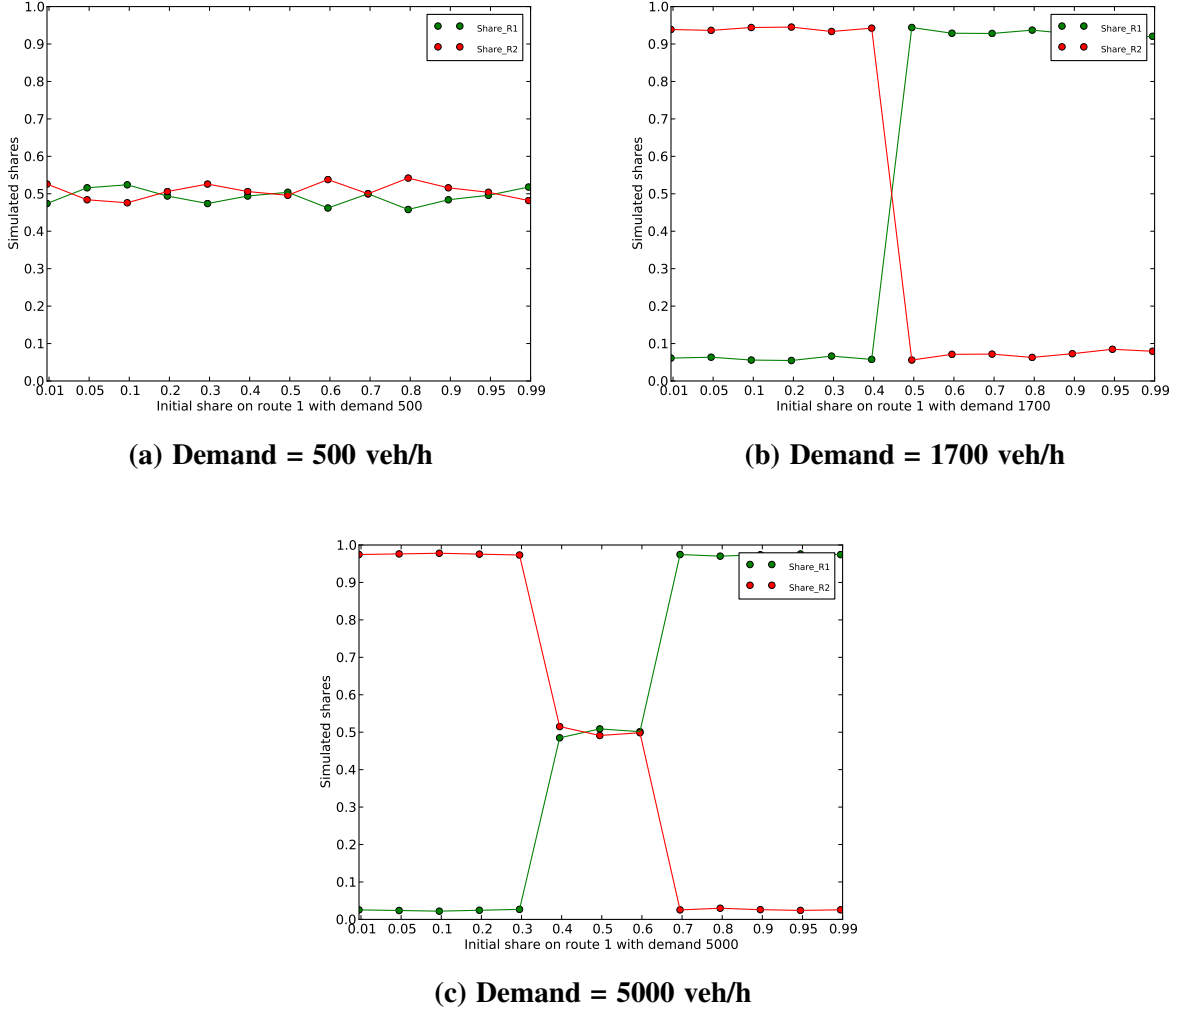 1.0
0.9
0.8
0.7
0.6
0.5
0.4
0.3
0.2
0.1
0.0
Simulated shares
Share_R1
Share_R2
0.01 0.05 0.1 0.2 0.3 0.4 0.5 0.6 0.7 0.8 0.9 0.95 0.99
Initial share on route 1 with demand 500
(a) Demand = 500 veh/h
1.0
0.9
0.8
0.7
0.6
0.5
0.4
0.3
0.2
0.1
0.0
Simulated shares
Share_R1
Share_R2
0.01 0.05 0.1 0.2 0.3 0.4 0.5 0.6 0.7 0.8 0.9 0.95 0.99
Initial share on route 1 with demand 1700
(b) Demand = 1700 veh/h
1.0
0.9
0.8
0.7
0.6
0.5
0.4
0.3
0.2
0.1
0.0
Simulated shares
Share_R1
Share_R2
0.01 0.05 0.1 0.2 0.3 0.4 0.5 0.6 0.7 0.8 0.9 0.95 0.99
Initial share on route 1 with demand 5000
(c) Demand = 5000 veh/h